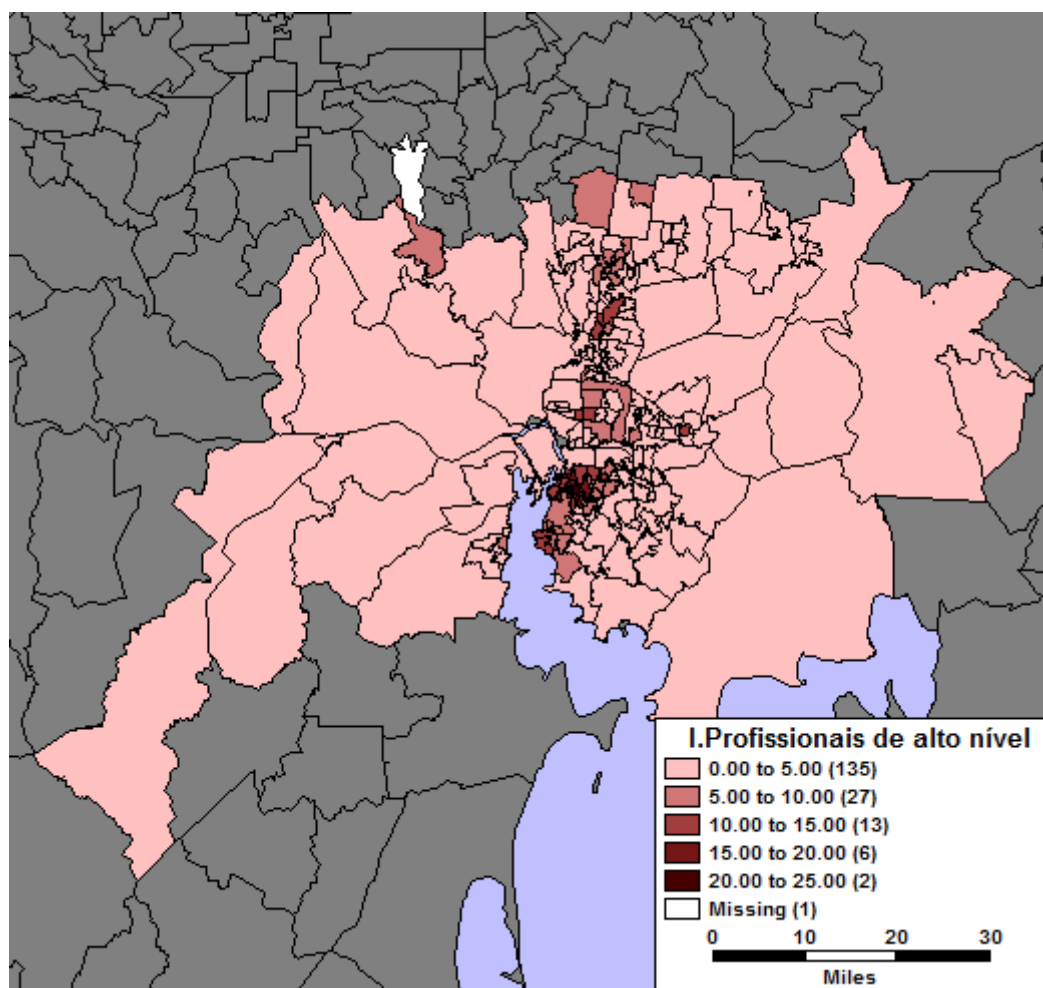 I.Profissionais de alto nível
0.00 to 5.00 (135)
5.00 to 10.00 (27)
10.00 to 15.00 (13)
15.00 to 20.00 (6)
20.00 to 25.00 (2)
Missing (1)
0 10 20 30
Miles